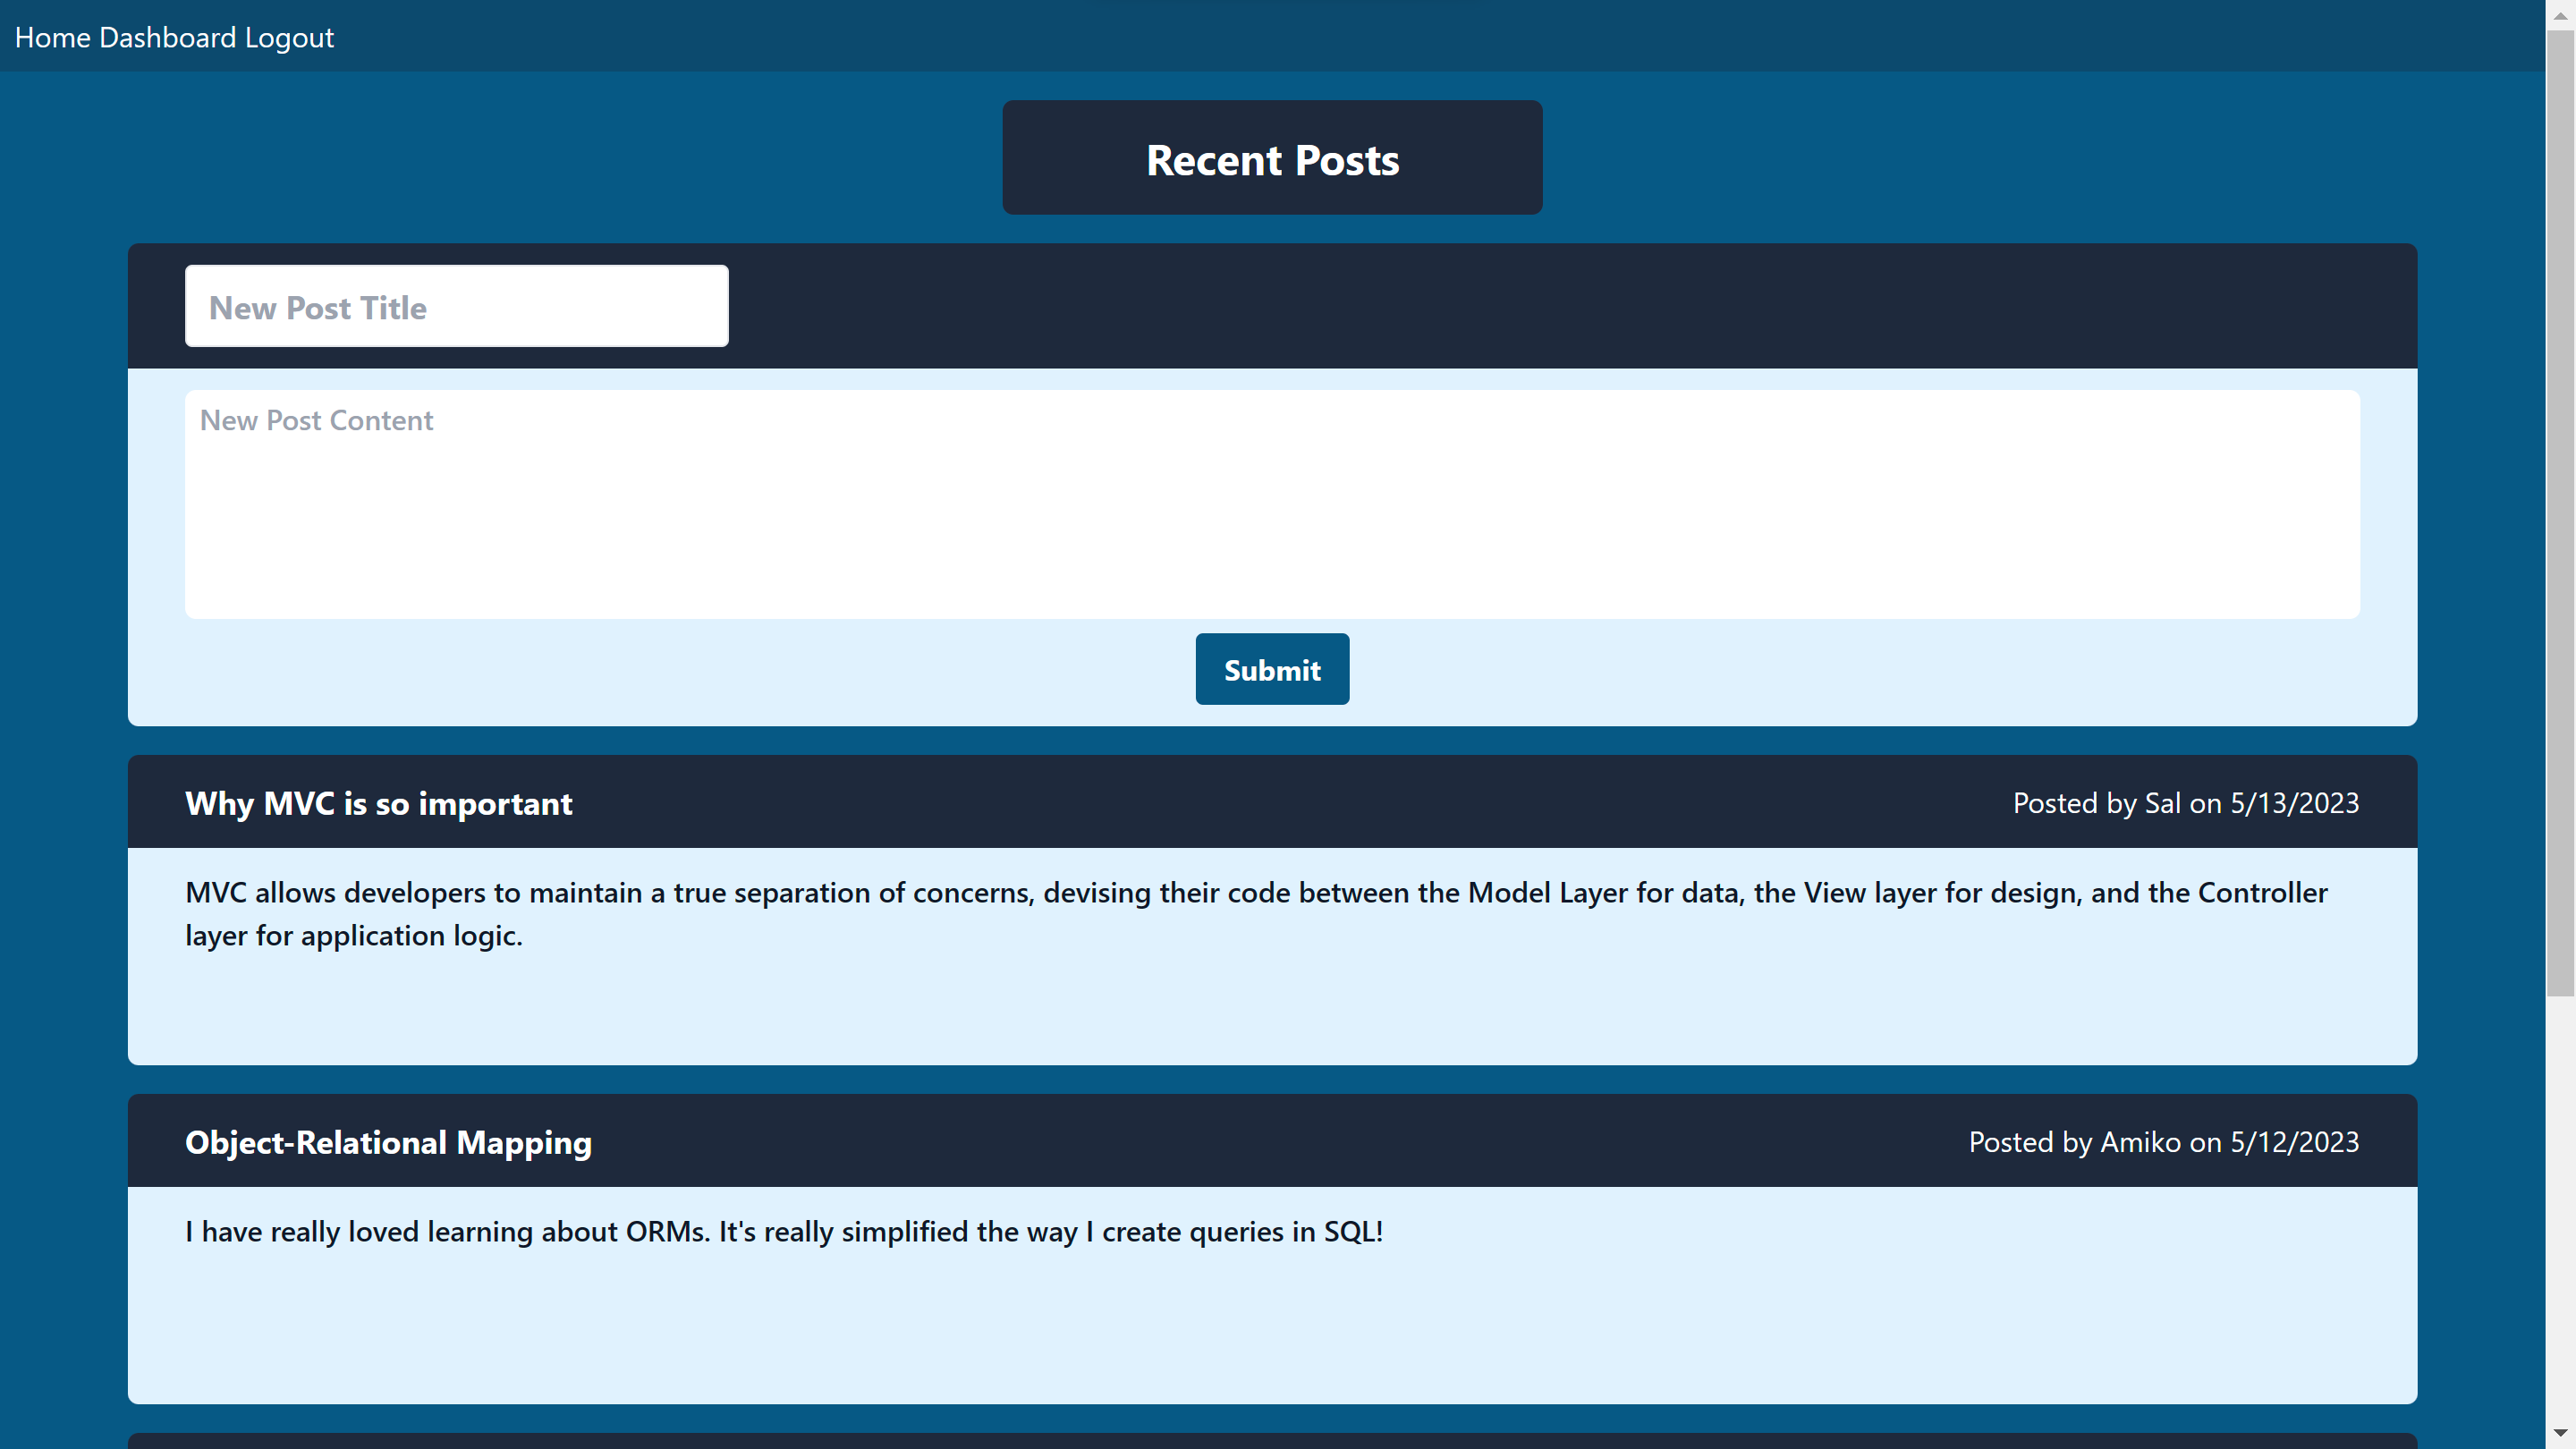 Home Dashboard Logout
Recent Posts
New Post Title
New Post Content
Submit
Why MVC is so important
Posted by Sal on 5/13/2023
MVC allows developers to maintain a true separation of concerns, devising their code between the Model Layer for data, the View layer for design, and the Controller
layer for application logic.
Object-Relational Mapping
Posted by Amiko on 5/12/2023
I have really loved learning about ORMs. It's really simplified the way I create queries in SQL!